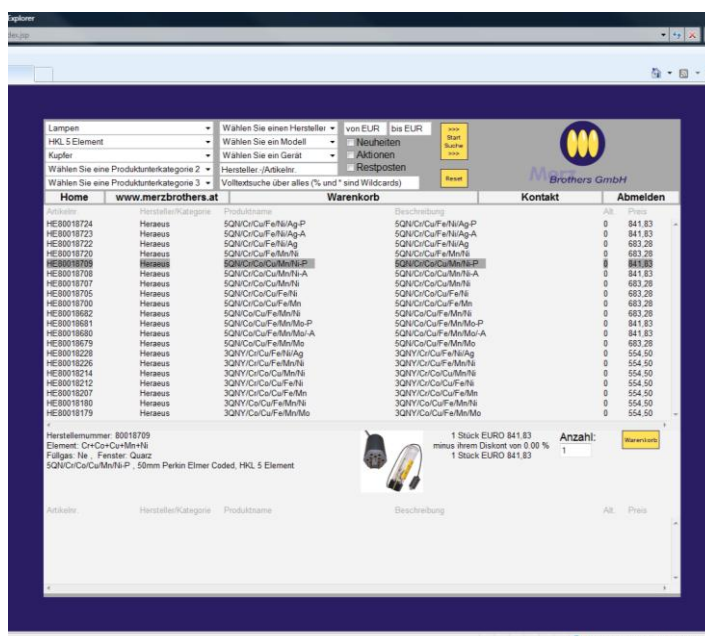 Explorer
dex.jsp
Lampen Wählen Sie einen Hersteller von EUR bis EUR >>> Start Suche >>>
HKL 5 Element Wählen Sie ein Modell Neuheiten
Kupfer Wählen Sie ein Gerät Aktionen
Wählen Sie eine Produktunterkategorie 2 Hersteller.-/Artikelnr. Restposten
Wählen Sie eine Produktunterkategorie 3 Volltextsuche über alles (% und * sind Wildcards) Reset
Merz Brothers GmbH
Home www.merzbrothers.at Warenkorb Kontakt Abmelden
Artikelnr. Hersteller/Kategorie Produktname Beschreibung Alt. Preis
HE80018724 Heraeus 5QN/Cr/Cu/Fe/Ni/Ag-P 5QN/Cr/Cu/Fe/Ni/Ag-P 0 841,83
HE80018723 Heraeus 5QN/Cr/Cu/Fe/Ni/Ag-A 5QN/Cr/Cu/Fe/Ni/Ag-A 0 841,83
HE80018722 Heraeus 5QN/Cr/Cu/Fe/Ni/Ag 5QN/Cr/Cu/Fe/Ni/Ag 0 683,28
HE80018720 Heraeus 5QN/Cr/Cu/Fe/Mn/Ni 5QN/Cr/Cu/Fe/Mn/Ni 0 683,28
HE80018709 Heraeus 5QN/Cr/Co/Cu/Mn/Ni-P 5QN/Cr/Co/Cu/Mn/Ni-P 0 841,83
HE80018708 Heraeus 5QN/Cr/Co/Cu/Mn/Ni-A 5QN/Cr/Co/Cu/Mn/Ni-A 0 841,83
HE80018707 Heraeus 5QN/Cr/Co/Cu/Mn/Ni 5QN/Cr/Co/Cu/Mn/Ni 0 683,28
HE80018705 Heraeus 5QN/Cr/Co/Cu/Fe/Ni 5QN/Cr/Co/Cu/Fe/Ni 0 683,28
HE80018700 Heraeus 5QN/Cr/Co/Cu/Fe/Mn 5QN/Cr/Co/Cu/Fe/Mn 0 683,28
HE80018682 Heraeus 5QN/Co/Cu/Fe/Mn/Ni 5QN/Co/Cu/Fe/Mn/Ni 0 683,28
HE80018681 Heraeus 5QN/Co/Cu/Fe/Mn/Mo-P 5QN/Co/Cu/Fe/Mn/Mo-P 0 841,83
HE80018680 Heraeus 5QN/Co/Cu/Fe/Mn/Mo/-A 5QN/Co/Cu/Fe/Mn/Mo/-A 0 841,83
HE80018679 Heraeus 5QN/Co/Cu/Fe/Mn/Mo 5QN/Co/Cu/Fe/Mn/Mo 0 683,28
HE80018228 Heraeus 3QNY/Cr/Cu/Fe/Ni/Ag 3QNY/Cr/Cu/Fe/Ni/Ag 0 554,50
HE80018226 Heraeus 3QNY/Cr/Cu/Fe/Mn/Ni 3QNY/Cr/Cu/Fe/Mn/Ni 0 554,50
HE80018214 Heraeus 3QNY/Cr/Co/Cu/Mn/Ni 3QNY/Cr/Co/Cu/Mn/Ni 0 554,50
HE80018212 Heraeus 3QNY/Cr/Co/Cu/Fe/Ni 3QNY/Cr/Co/Cu/Fe/Ni 0 554,50
HE80018207 Heraeus 3QNY/Cr/Co/Cu/Fe/Mn 3QNY/Cr/Co/Cu/Fe/Mn 0 554,50
HE80018180 Heraeus 3QNY/Co/Cu/Fe/Mn/Ni 3QNY/Co/Cu/Fe/Mn/Ni 0 554,50
HE80018179 Heraeus 3QNY/Co/Cu/Fe/Mn/Mo 3QNY/Co/Cu/Fe/Mn/Mo 0 554,50
Herstellernummer: 80018709 1 Stück EURO 841,83 Anzahl: Warenkorb
Element: Cr+Co+Cu+Mn+Ni minus ihrem Diskont von 0.00 % 1
Füllgas: Ne , Fenster: Quarz 1 Stück EURO 841,83
5QN/Cr/Co/Cu/Mn/Ni-P , 50mm Perkin Elmer Coded, HKL 5 Element
Artikelnr. Hersteller/Kategorie Produktname Beschreibung Alt. Preis